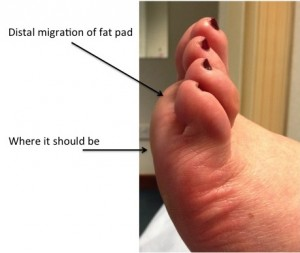 Distal migration of fat pad
Where it should be